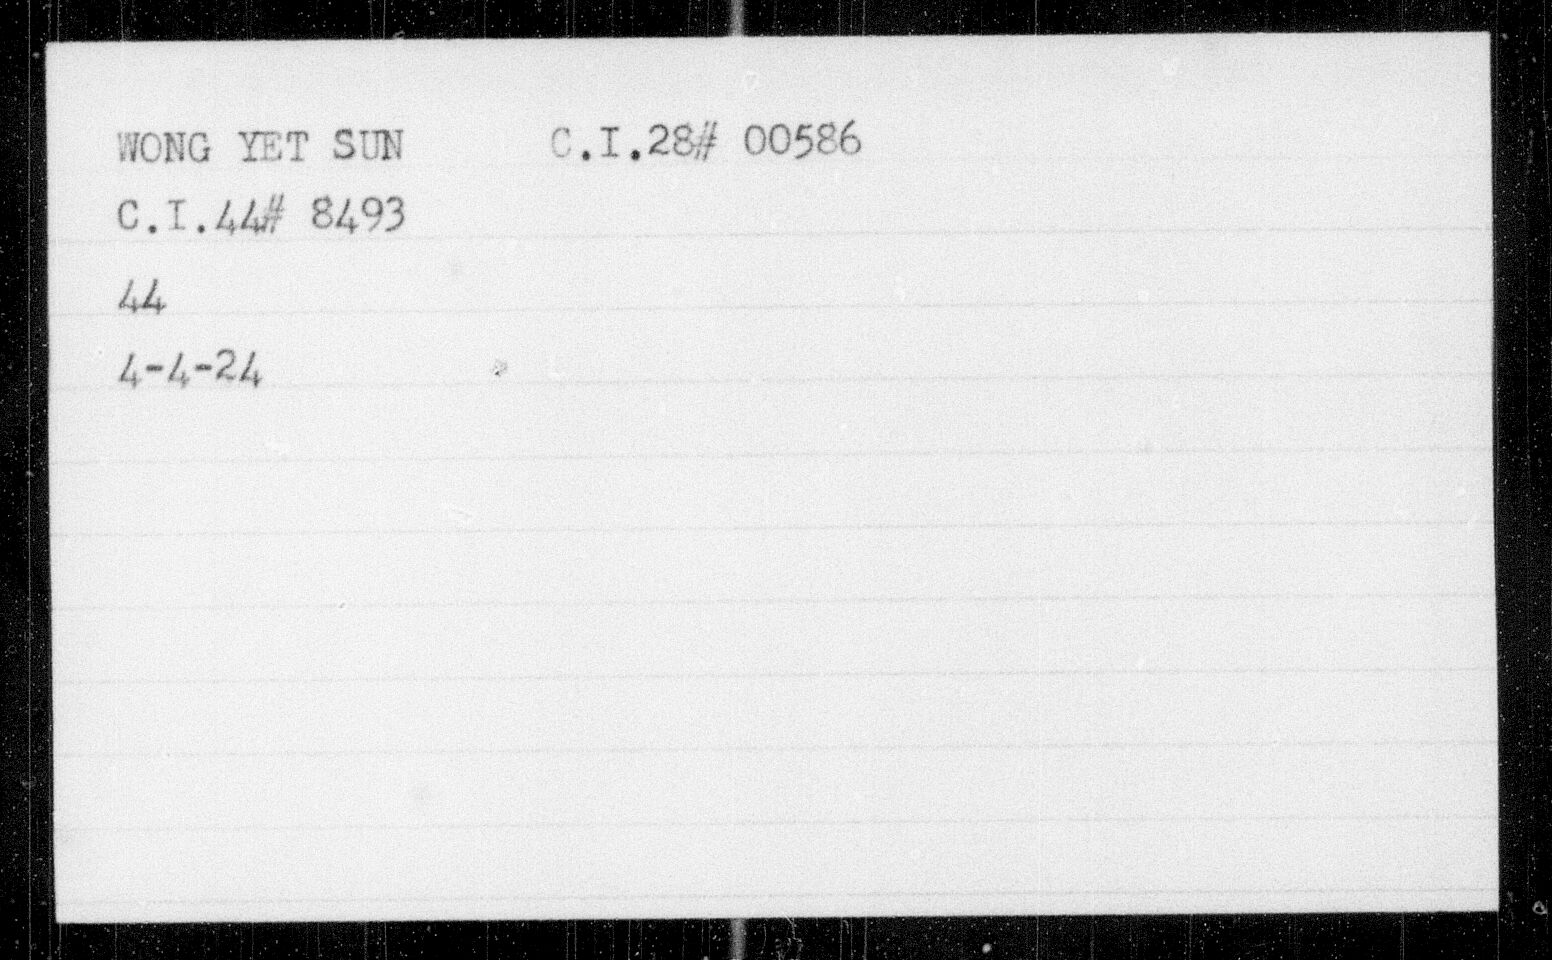 WONG YET SUN C.I.28# 00586
C.I.44# 8493
44
4-4-24